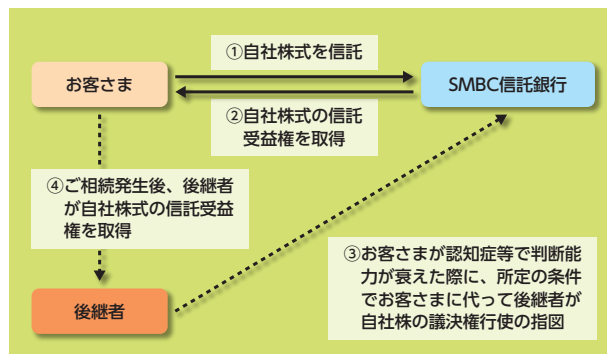 ①自社株式を信託
お客さま
SMBC信託銀行
②自社株式の信託
受益権を取得
④ご相続発生後、後継者
が自社株式の信託受益
権を取得
③お客さまが認知症等で判断能
力が衰えた際に、所定の条件
でお客さまに代って後継者が
自社株の議決権行使の指図
後継者